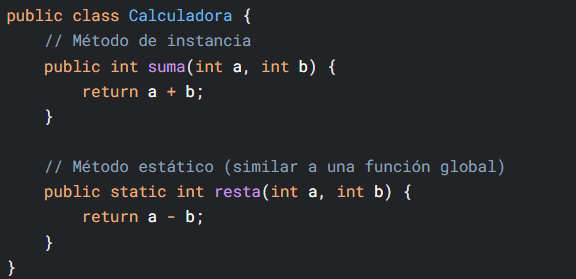 public class Calculadora {
    // Método de instancia
    public int suma(int a, int b) {
        return a + b;
    }

    // Método estático (similar a una función global)
    public static int resta(int a, int b) {
        return a - b;
    }
}